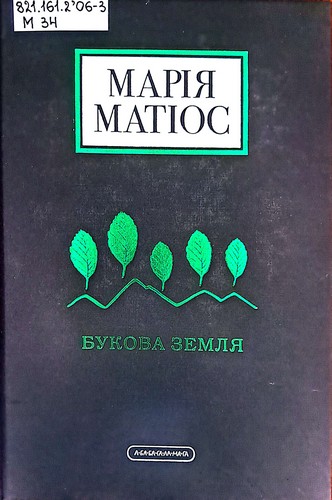 821.161.2'06-3
М 34
МАРІЯ
МАТІОС
БУКОВА ЗЕМЛЯ
А-БА-БА-ГА-ЛА-МА-ГА